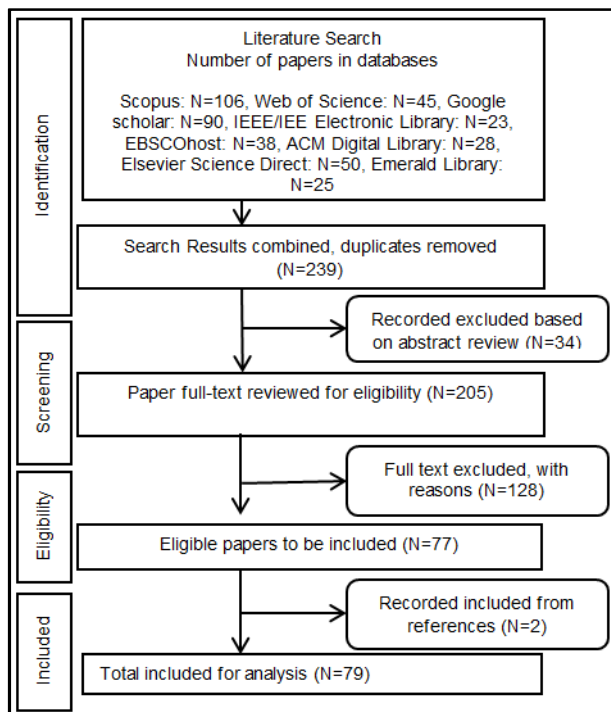 Identification
Literature Search
Number of papers in databases
Scopus: N=106, Web of Science: N=45, Google
scholar: N=90, IEEE/IEE Electronic Library: N=23,
EBSCOhost: N=38, ACM Digital Library: N=28,
Elsevier Science Direct: N=50, Emerald Library:
N=25
Search Results combined, duplicates removed
(N=239)
Recorded excluded based
on abstract review (N=34)
Screening
Paper full-text reviewed for eligibility (N=205)
Full text excluded, with
reasons (N=128)
Eligibility
Eligible papers to be included (N=77)
Recorded included from
references (N=2)
Included
Total included for analysis (N=79)